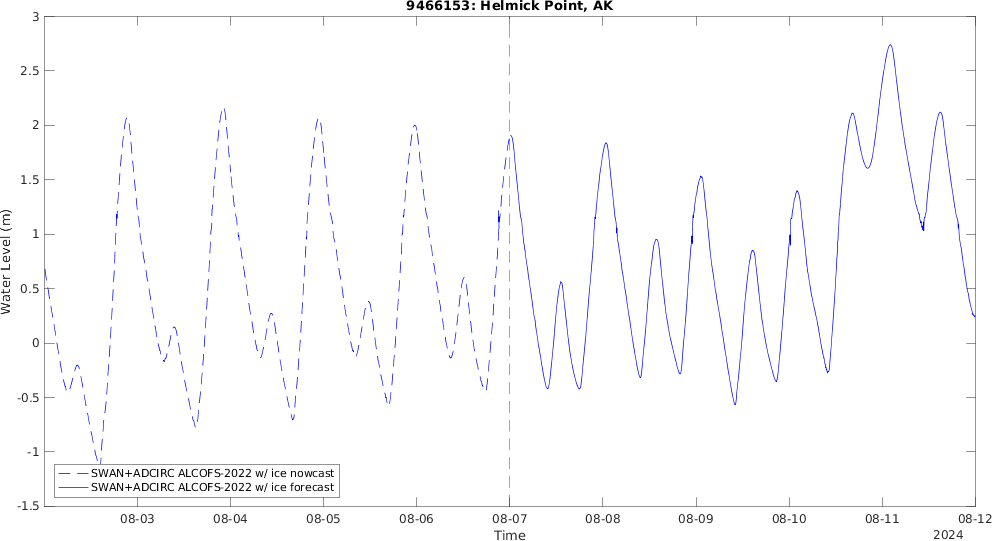 9466153: Helmick Point, AK
Water Level (m)
3
2.5
2
1.5
1
0.5
0
-0.5
-1
-1.5
SWAN+ADCIRC ALCOFS-2022 w/ ice nowcast
SWAN+ADCIRC ALCOFS-2022 w/ ice forecast
08-03 08-04 08-05 08-06 08-07 08-08 08-09 08-10 08-11 08-12
Time
2024